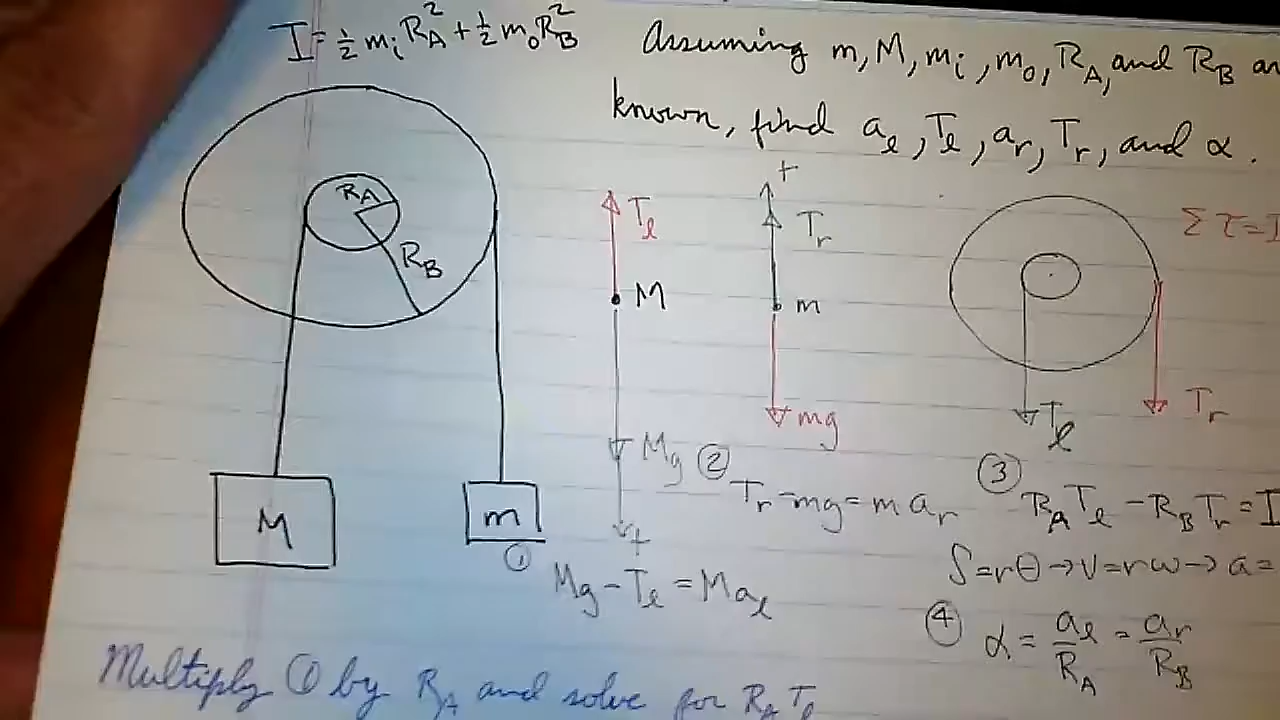 I = ½ mᵢ R_A² + ½ m₀ R_B²
Assuming m, M, mᵢ, m₀, R_A, and R_B
known, find aₗ, Tₗ, aᵣ, Tᵣ, and α.
R_A
R_B
M
m
Tₗ
M
Mg
+
+
Tᵣ
m
mg
Σ τ = I
Tₗ
Tᵣ
① Mg - Tₗ = Maₗ
② Tᵣ - mg = m aᵣ
③ R_A Tₗ - R_B Tᵣ = I
S = rθ → v = rω → a =
④ α = aₗ/R_A = aᵣ/R_B
Multiply ① by R_A and solve for R_A Tₗ